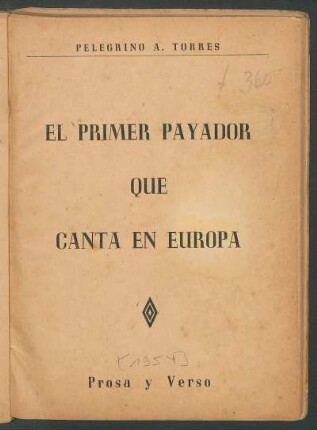 PELEGRINO A. TORRES
$ 360
EL PRIMER PAYADOR
QUE
CANTA EN EUROPA
[1954]
Prosa y Verso